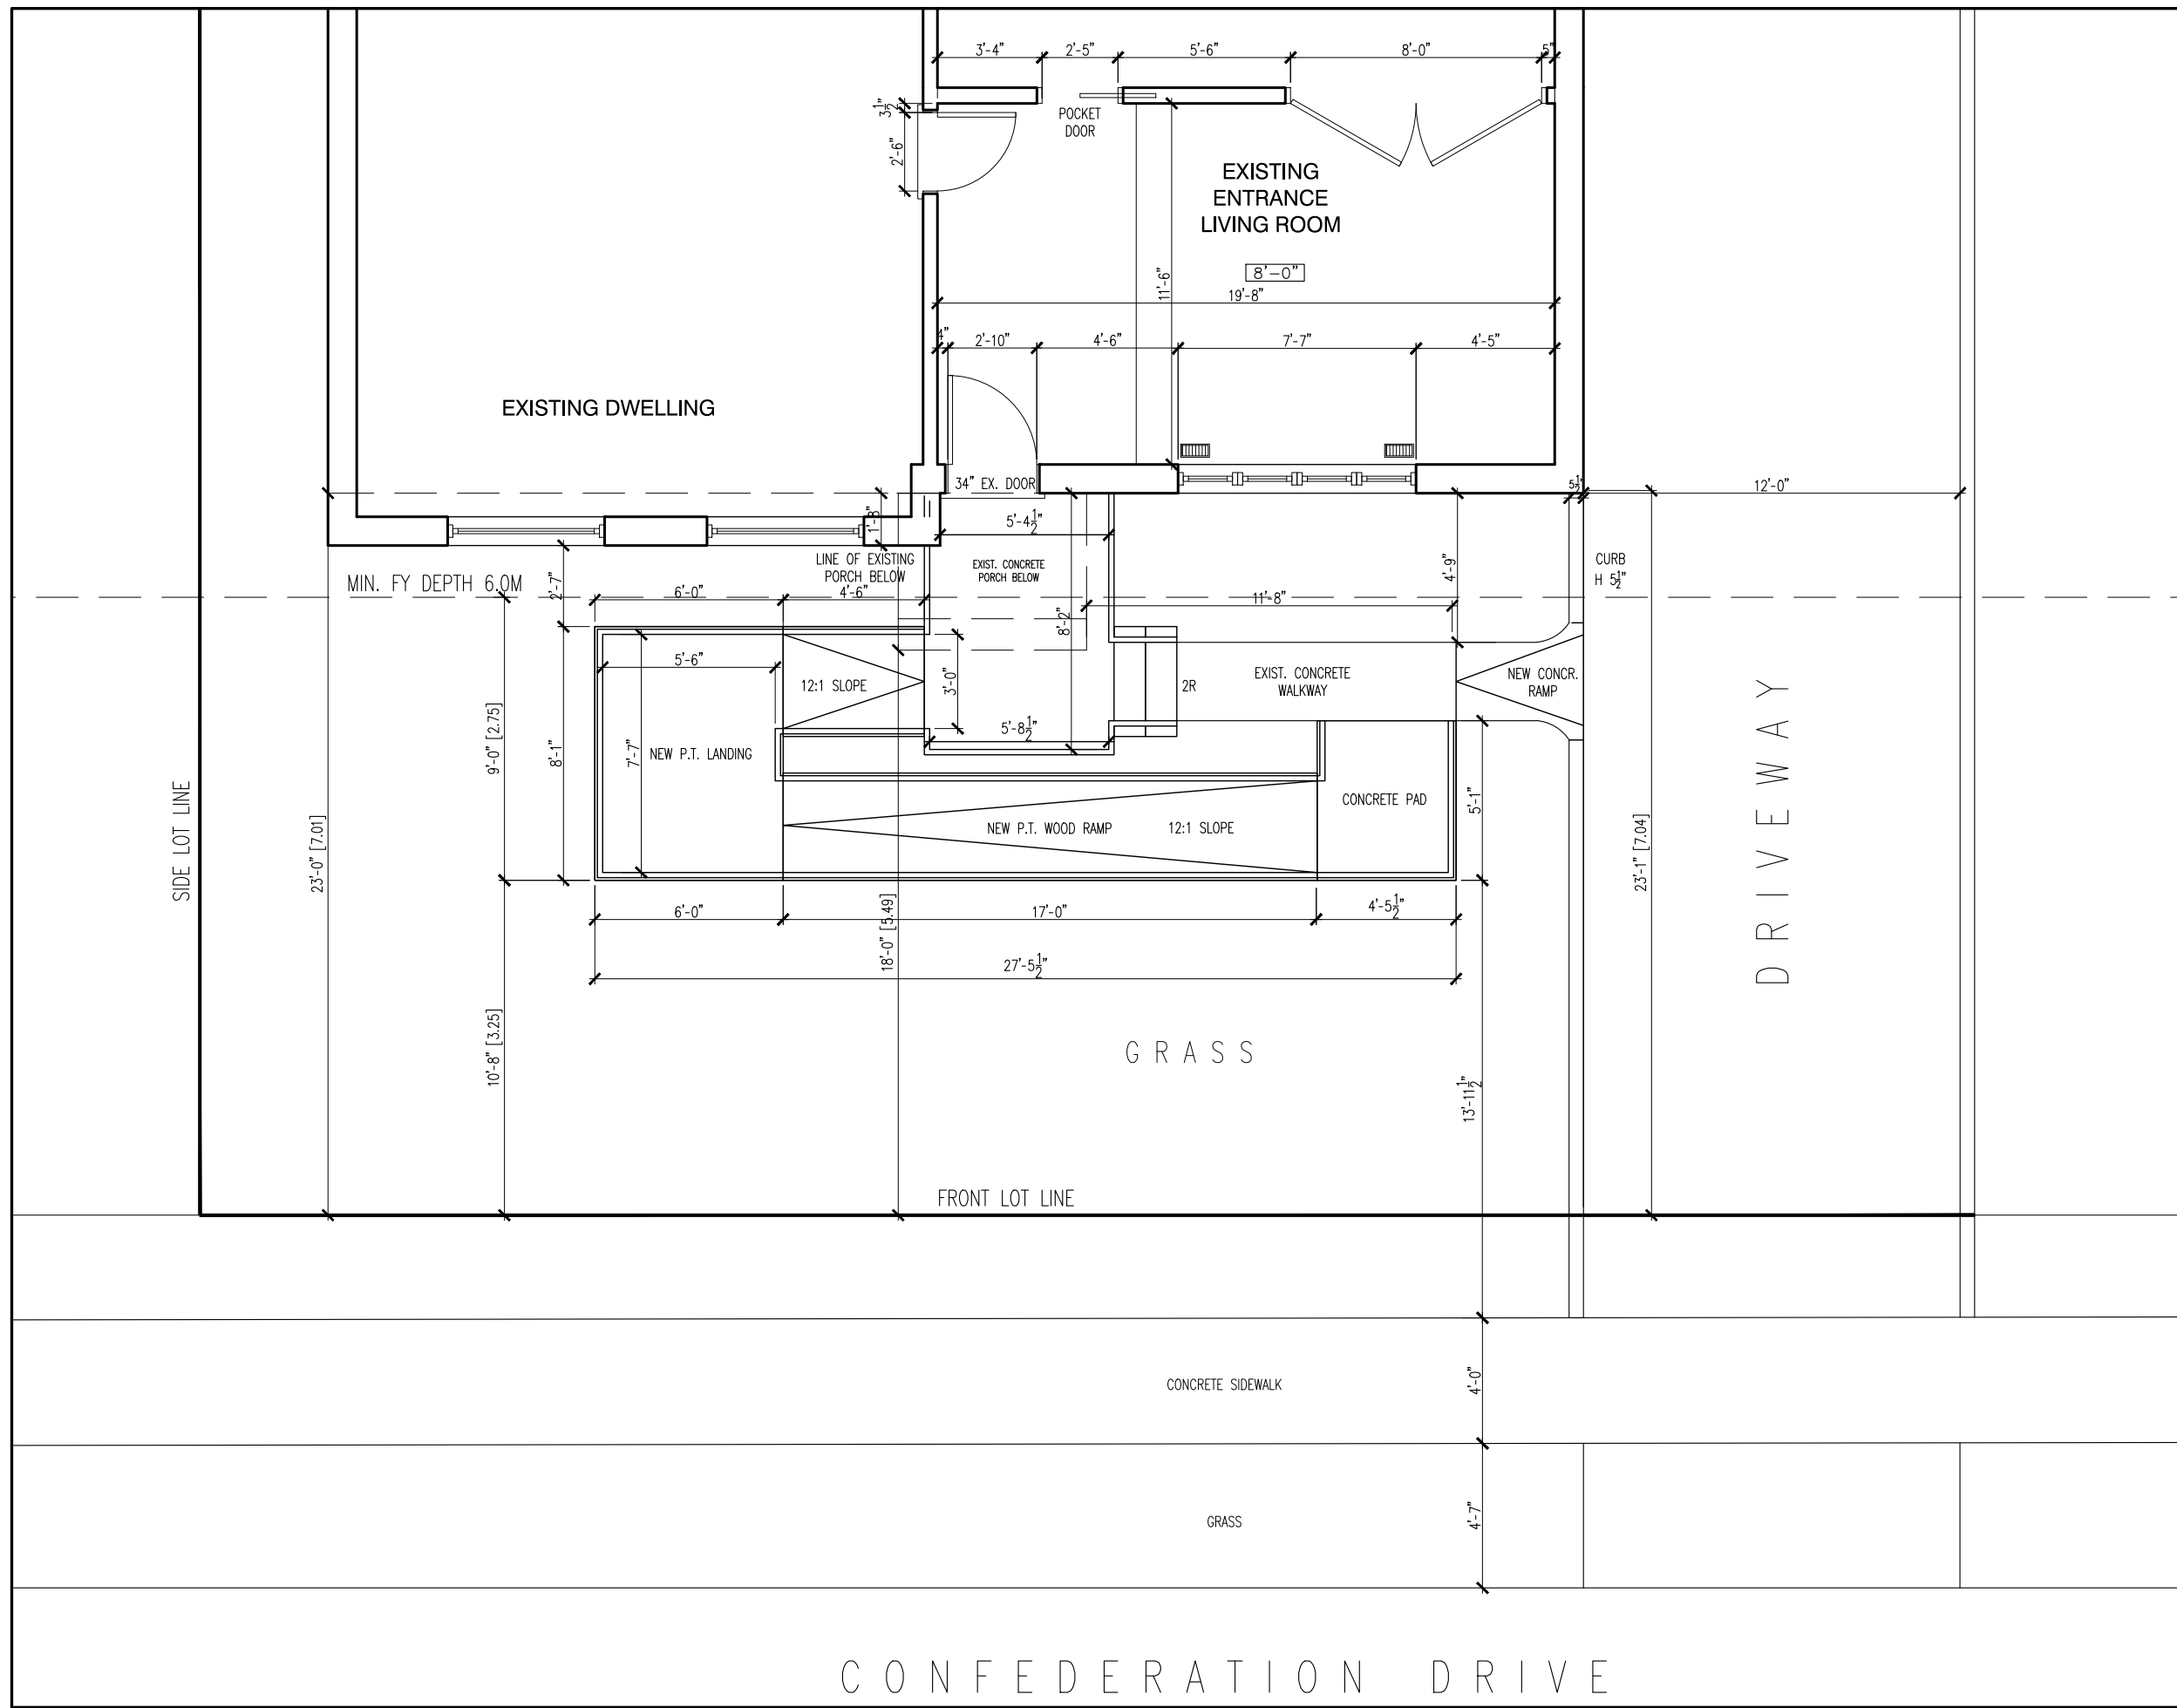 3'-4"
2'-5"
5'-6"
8'-0"
5"
3½"
2'-6"
POCKET
DOOR
EXISTING
ENTRANCE
LIVING ROOM
8'-0"
11'-6"
19'-8"
4"
2'-10"
4'-6"
7'-7"
4'-5"
EXISTING DWELLING
34" EX. DOOR
5½"
12'-0"
1'-8"
5'-4½"
LINE OF EXISTING
PORCH BELOW
EXIST. CONCRETE
PORCH BELOW
4'-9"
CURB
H 5½"
MIN. FY DEPTH 6.0M
2'-7"
6'-0"
4'-6"
11'-8"
8'-2"
5'-6"
12:1 SLOPE
3'-0"
2R
EXIST. CONCRETE
WALKWAY
NEW CONCR.
RAMP
5'-8½"
9'-0" [2.75]
8'-1"
7'-7"
NEW P.T. LANDING
CONCRETE PAD
5'-1"
NEW P.T. WOOD RAMP
12:1 SLOPE
SIDE LOT LINE
23'-0" [7.01]
23'-1" [7.04]
DRIVEWAY
6'-0"
17'-0"
4'-5½"
18'-0" [5.49]
27'-5½"
10'-8" [3.25]
GRASS
13'-11½"
FRONT LOT LINE
CONCRETE SIDEWALK
4'-0"
GRASS
4'-7"
CONFEDERATION DRIVE